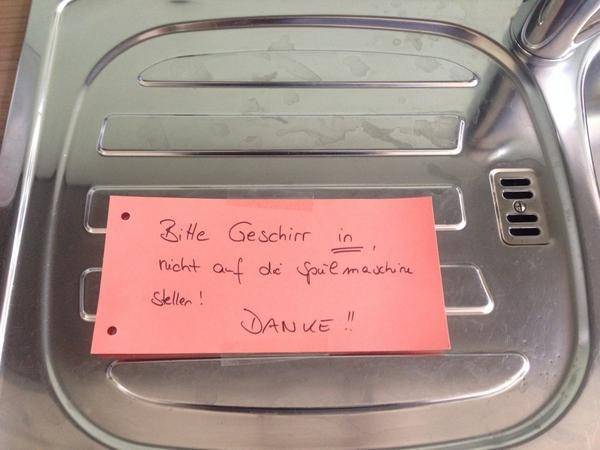 Bitte Geschirr in,
nicht auf die Spülmaschine
stellen!
DANKE!!